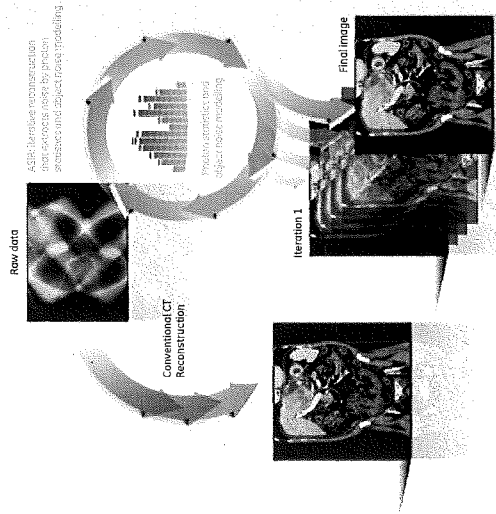 Raw data
ASiR: iterative reconstruction
that extracts noise by photon
statistics and object noise modeling
Photon statistics and
object noise modeling
Conventional CT
Reconstruction
Iteration 1
Final image